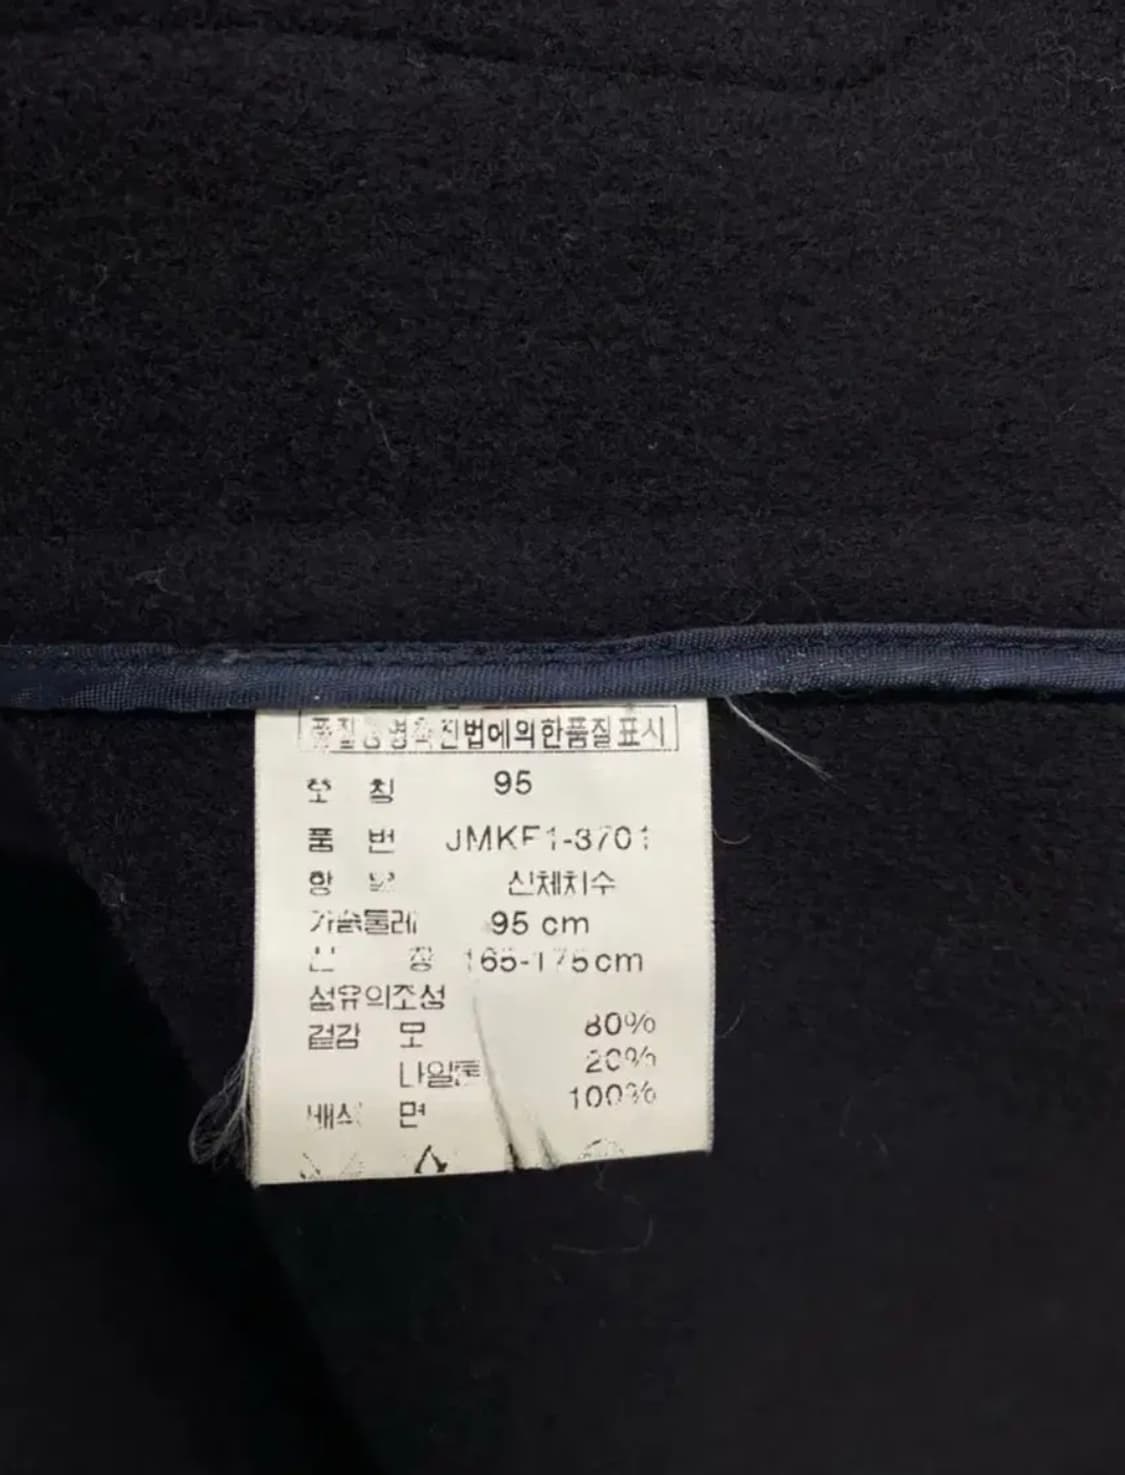 품질경영촉진법에의한품질표시
호 칭 95
품 번 JMKF1-3701
항 목 신체치수
가슴둘레 95 cm
신 장 165-175cm
섬유의조성
겉감 모 80%
나일론 20%
배색 면 100%